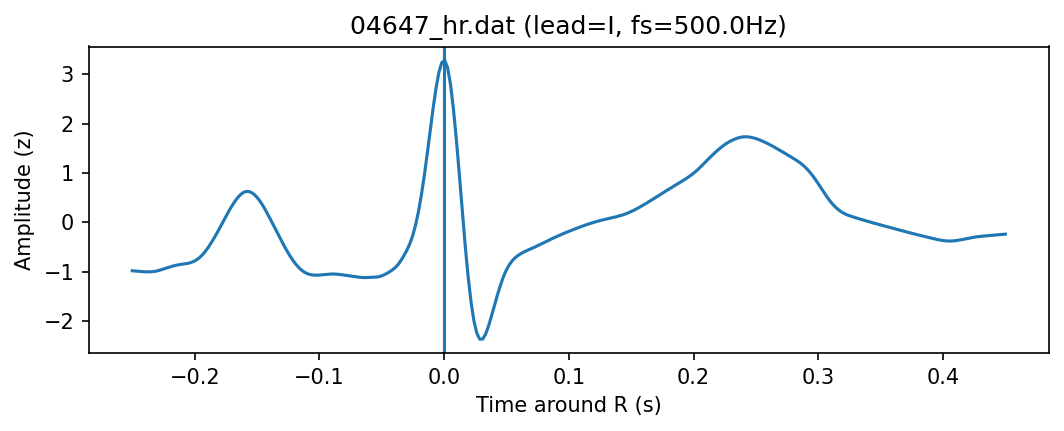 04647_hr.dat (lead=I, fs=500.0Hz)
Amplitude (z)
3
2
1
0
−1
−2
−0.2 −0.1 0.0 0.1 0.2 0.3 0.4
Time around R (s)